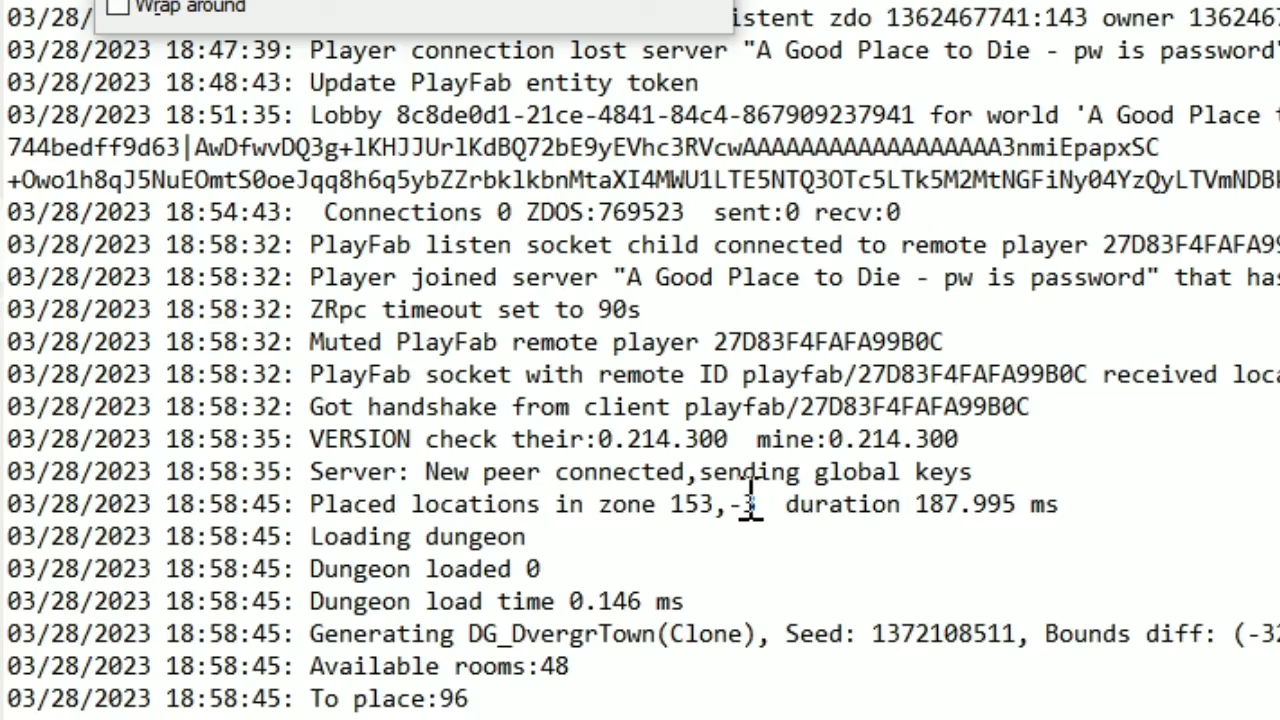 Wrap around
03/28/ istent zdo 1362467741:143 owner 136246
03/28/2023 18:47:39: Player connection lost server "A Good Place to Die - pw is password"
03/28/2023 18:48:43: Update PlayFab entity token
03/28/2023 18:51:35: Lobby 8c8de0d1-21ce-4841-84c4-867909237941 for world 'A Good Place
744bedff9d63|AwDfwvDQ3g+lKHJJUrlKdBQ72bE9yEVhc3RVcwAAAAAAAAAAAAAAAAAA3nmiEpapxSC
+Owo1h8qJ5NuEOmtS0oeJqq8h6q5ybZZrbklkbnMtaXI4MWU1LTE5NTQ3OTc5LTk5M2MtNGFiNy04YzQyLTVmNDB
03/28/2023 18:54:43:  Connections 0 ZDOS:769523  sent:0 recv:0
03/28/2023 18:58:32: PlayFab listen socket child connected to remote player 27D83F4FAFA99
03/28/2023 18:58:32: Player joined server "A Good Place to Die - pw is password" that has
03/28/2023 18:58:32: ZRpc timeout set to 90s
03/28/2023 18:58:32: Muted PlayFab remote player 27D83F4FAFA99B0C
03/28/2023 18:58:32: PlayFab socket with remote ID playfab/27D83F4FAFA99B0C received loca
03/28/2023 18:58:32: Got handshake from client playfab/27D83F4FAFA99B0C
03/28/2023 18:58:35: VERSION check their:0.214.300  mine:0.214.300
03/28/2023 18:58:35: Server: New peer connected,sending global keys
03/28/2023 18:58:45: Placed locations in zone 153,-3  duration 187.995 ms
03/28/2023 18:58:45: Loading dungeon
03/28/2023 18:58:45: Dungeon loaded 0
03/28/2023 18:58:45: Dungeon load time 0.146 ms
03/28/2023 18:58:45: Generating DG_DvergrTown(Clone), Seed: 1372108511, Bounds diff: (-32
03/28/2023 18:58:45: Available rooms:48
03/28/2023 18:58:45: To place:96